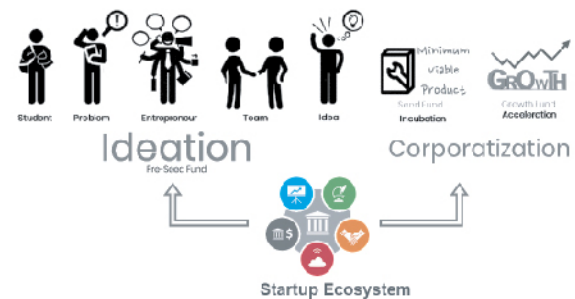 Minimum
Viable
Product
GROWTH
Student
Problem
Entrepreneur
Team
Idea
Seed Fund
Incubation
Growth Fund
Acceleration
Ideation
Pre-Seed Fund
Corporatization
$
Startup Ecosystem